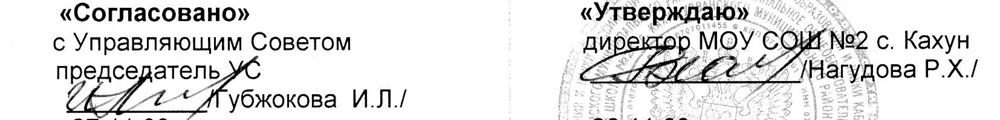 «Согласовано»
с Управляющим Советом
председатель УС
/Губжокова И.Л./
«Утверждаю»
директор МОУ СОШ №2 с. Кахун
/Нагудова Р.Х./